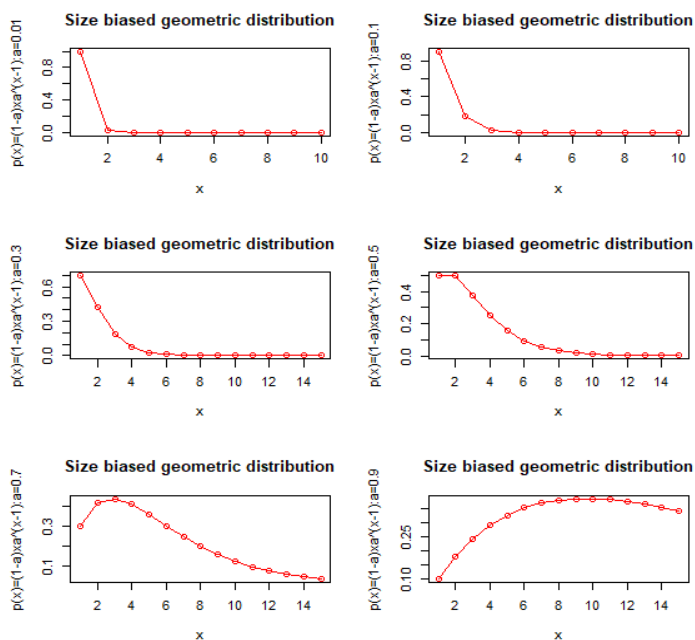 Size biased geometric distribution
p(x)=(1-a)xa^(x-1):a=0.01
0.0 0.4 0.8
2 4 6 8 10
x
Size biased geometric distribution
p(x)=(1-a)xa^(x-1):a=0.1
0.0 0.4 0.8
2 4 6 8 10
x
Size biased geometric distribution
p(x)=(1-a)xa^(x-1):a=0.3
0.0 0.3 0.6
2 4 6 8 10 12 14
x
Size biased geometric distribution
p(x)=(1-a)xa^(x-1):a=0.5
0.0 0.2 0.4
2 4 6 8 10 12 14
x
Size biased geometric distribution
p(x)=(1-a)xa^(x-1):a=0.7
0.1 0.3
2 4 6 8 10 12 14
x
Size biased geometric distribution
p(x)=(1-a)xa^(x-1):a=0.9
0.10 0.25
2 4 6 8 10 12 14
x